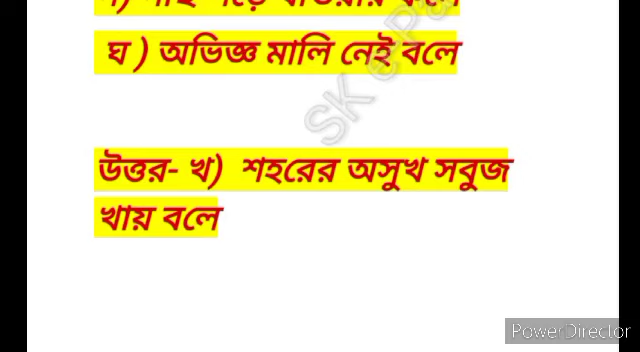 ঘ ) অভিজ্ঞ মালি নেই বলে
উত্তর- খ) শহরের অসুখ সবুজ
খায় বলে
PowerDirector